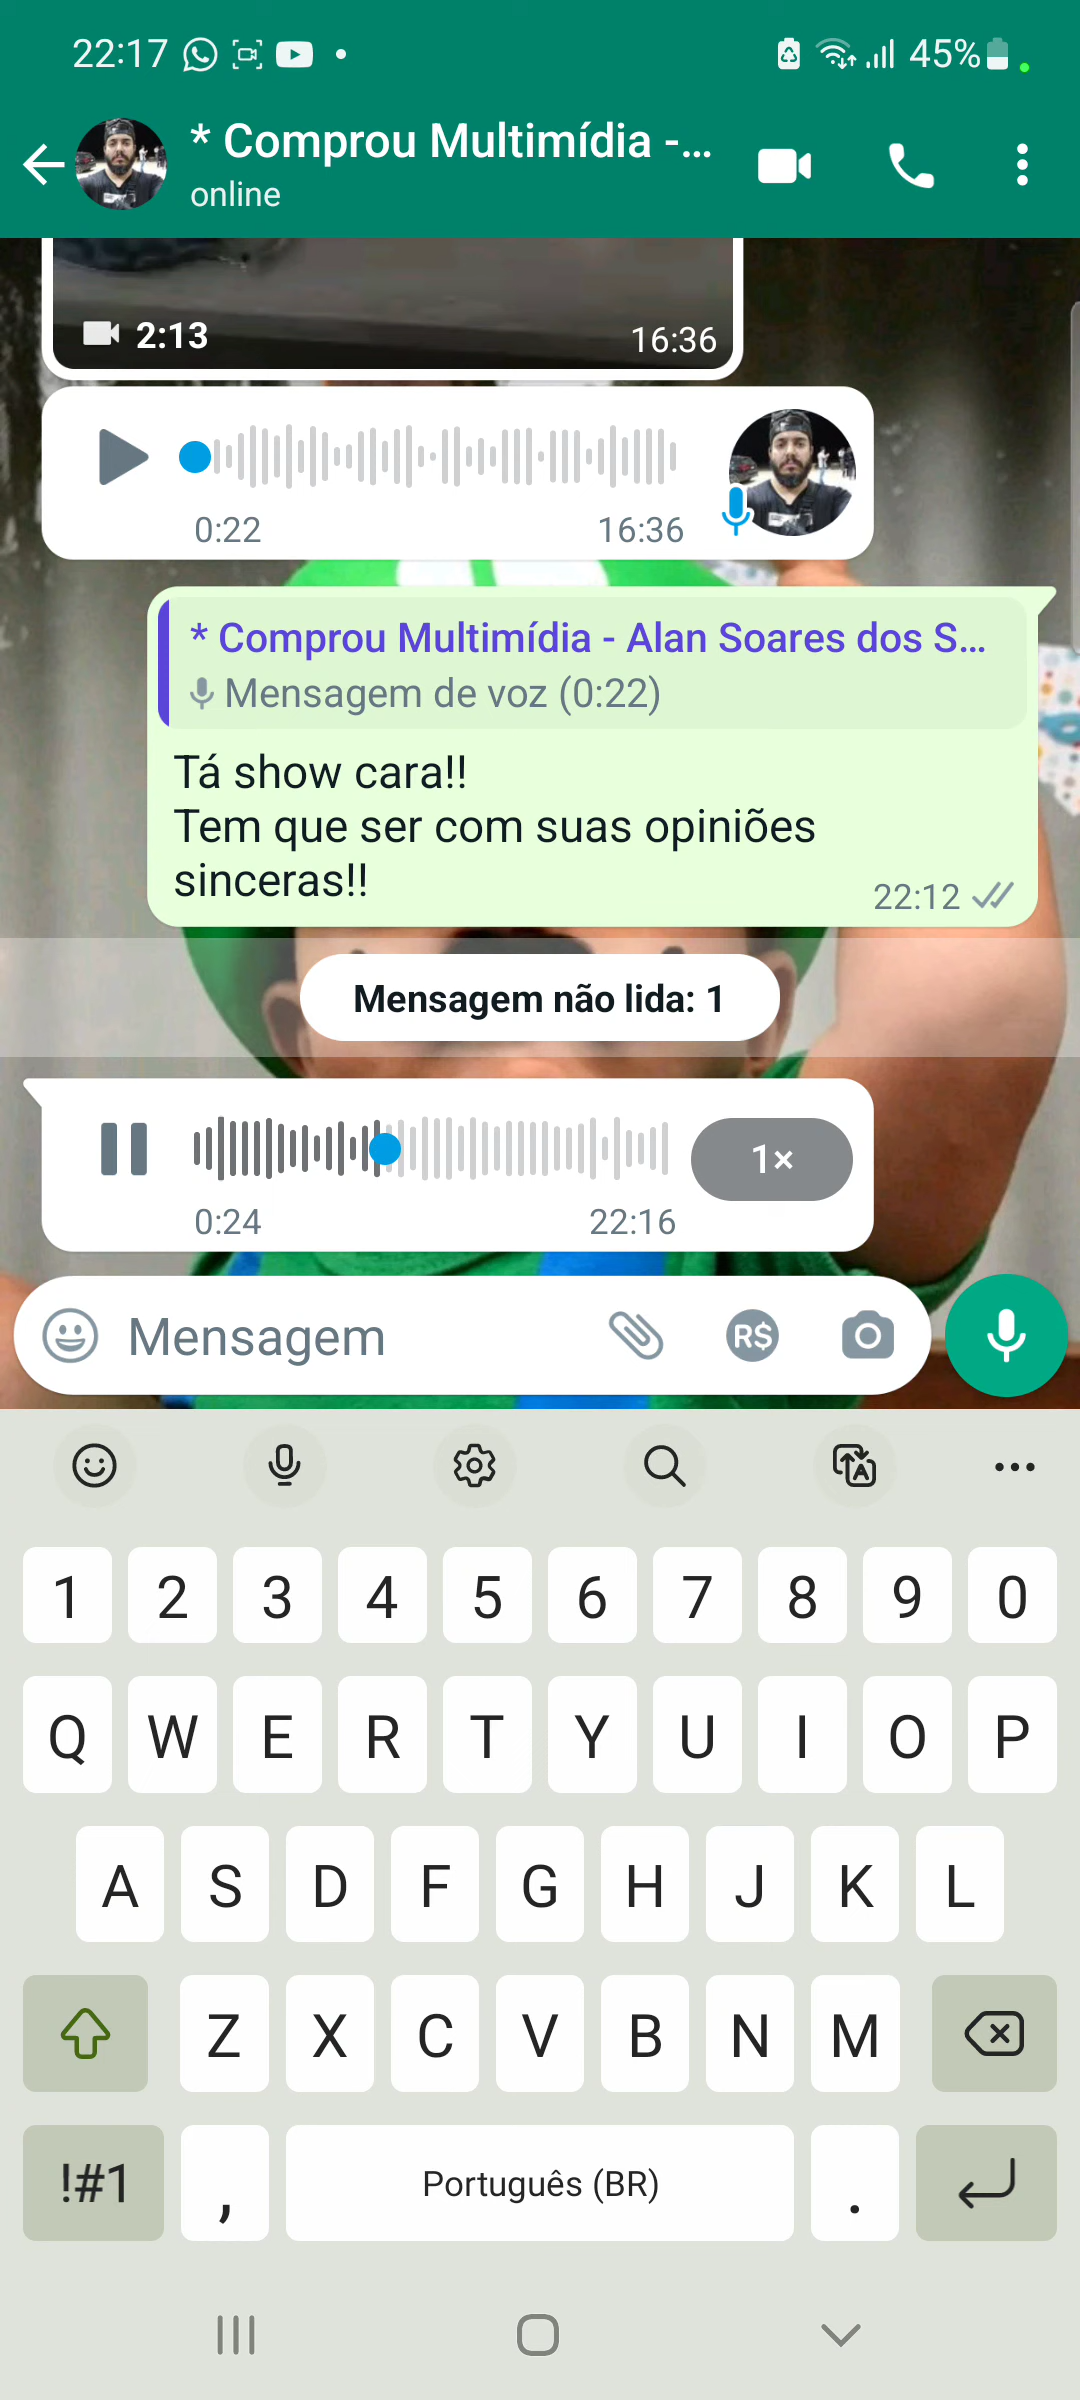 22:17
45%
* Comprou Multimídia -...
online
2:13
16:36
0:22
16:36
* Comprou Multimídia - Alan Soares dos S...
Mensagem de voz (0:22)
Tá show cara!!
Tem que ser com suas opiniões
sinceras!!
22:12
Mensagem não lida: 1
1×
0:24
22:16
Mensagem
R$
1 2 3 4 5 6 7 8 9 0
Q W E R T Y U I O P
A S D F G H J K L
Z X C V B N M
!#1 , Português (BR) .